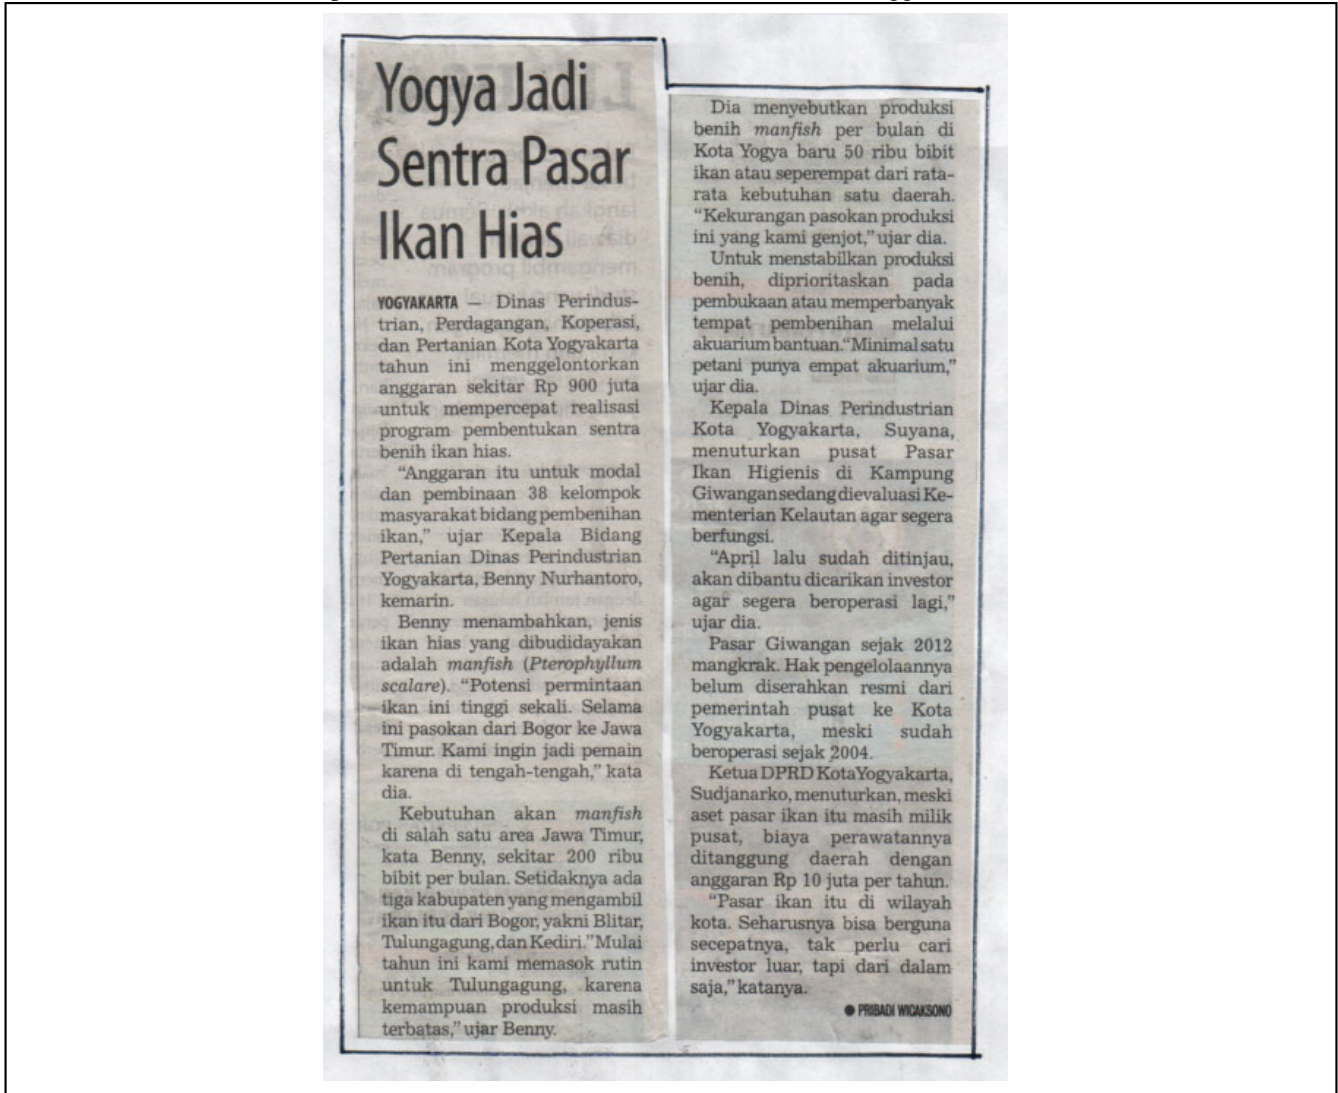 Yogya Jadi
Sentra Pasar
Ikan Hias
YOGYAKARTA — Dinas Perindus-
trian, Perdagangan, Koperasi,
dan Pertanian Kota Yogyakarta
tahun ini menggelontorkan
anggaran sekitar Rp 900 juta
untuk mempercepat realisasi
program pembentukan sentra
benih ikan hias.
“Anggaran itu untuk modal
dan pembinaan 38 kelompok
masyarakat bidang pembenihan
ikan,” ujar Kepala Bidang
Pertanian Dinas Perindustrian
Yogyakarta, Benny Nurhantoro,
kemarin.
Benny menambahkan, jenis
ikan hias yang dibudidayakan
adalah manfish (Pterophyllum
scalare). “Potensi permintaan
ikan ini tinggi sekali. Selama
ini pasokan dari Bogor ke Jawa
Timur. Kami ingin jadi pemain
karena di tengah-tengah,” kata
dia.
Kebutuhan akan manfish
di salah satu area Jawa Timur,
kata Benny, sekitar 200 ribu
bibit per bulan. Setidaknya ada
tiga kabupaten yang mengambil
ikan itu dari Bogor, yakni Blitar,
Tulungagung, dan Kediri.”Mulai
tahun ini kami memasok rutin
untuk Tulungagung, karena
kemampuan produksi masih
terbatas,” ujar Benny.
Dia menyebutkan produksi
benih manfish per bulan di
Kota Yogya baru 50 ribu bibit
ikan atau seperempat dari rata-
rata kebutuhan satu daerah.
“Kekurangan pasokan produksi
ini yang kami genjot,” ujar dia.
Untuk menstabilkan produksi
benih, diprioritaskan pada
pembukaan atau memperbanyak
tempat pembenihan melalui
akuarium bantuan.“Minimal satu
petani punya empat akuarium,”
ujar dia.
Kepala Dinas Perindustrian
Kota Yogyakarta, Suyana,
menuturkan pusat Pasar
Ikan Higienis di Kampung
Giwangan sedang dievaluasi Ke-
menterian Kelautan agar segera
berfungsi.
“April lalu sudah ditinjau,
akan dibantu dicarikan investor
agar segera beroperasi lagi,”
ujar dia.
Pasar Giwangan sejak 2012
mangkrak. Hak pengelolaannya
belum diserahkan resmi dari
pemerintah pusat ke Kota
Yogyakarta, meski sudah
beroperasi sejak 2004.
Ketua DPRD Kota Yogyakarta,
Sudjanarko, menuturkan, meski
aset pasar ikan itu masih milik
pusat, biaya perawatannya
ditanggung daerah dengan
anggaran Rp 10 juta per tahun.
“Pasar ikan itu di wilayah
kota. Seharusnya bisa berguna
secepatnya, tak perlu cari
investor luar, tapi dari dalam
saja,” katanya.
● PRIBADI WICAKSONO